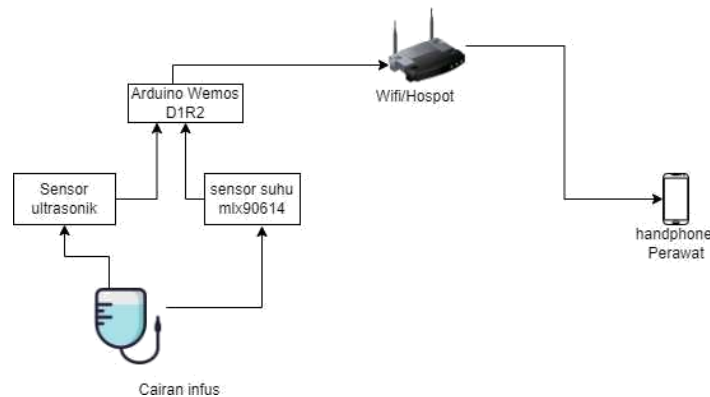 Arduino Wemos
D1R2
Wifi/Hospot
Sensor
ultrasonik
sensor suhu
mlx90614
handphone
Perawat
Cairan infus